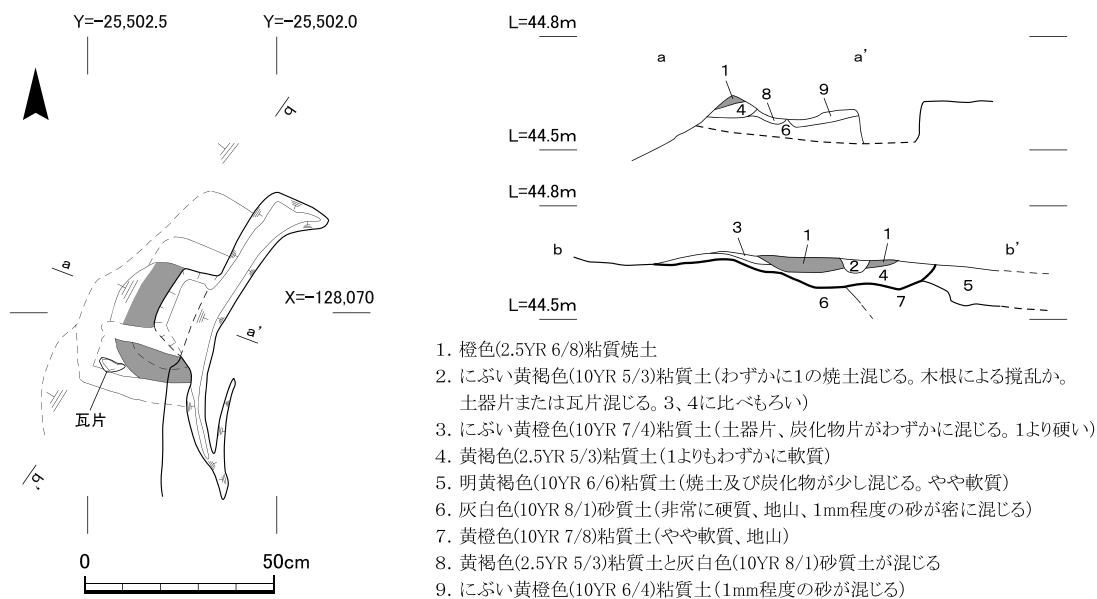 Y=-25,502.5
Y=-25,502.0
b
a
X=-128,070
a'
瓦片
b'
0
50cm
L=44.8m
a
a'
1
8
9
4
6
L=44.5m
L=44.8m
b
3
1
1
b'
2
4
5
6
7
L=44.5m
1. 橙色(2.5YR 6/8)粘質焼土
2. にぶい黄褐色(10YR 5/3)粘質土(わずかに1の焼土混じる。木根による撹乱か。
土器片または瓦片混じる。3、4に比べもろい)
3. にぶい黄橙色(10YR 7/4)粘質土(土器片、炭化物片がわずかに混じる。1より硬い)
4. 黄褐色(2.5YR 5/3)粘質土(1よりもわずかに軟質)
5. 明黄褐色(10YR 6/6)粘質土(焼土及び炭化物が少し混じる。やや軟質)
6. 灰白色(10YR 8/1)砂質土(非常に硬質、地山、1mm程度の砂が密に混じる)
7. 黄橙色(10YR 7/8)粘質土(やや軟質、地山)
8. 黄褐色(2.5YR 5/3)粘質土と灰白色(10YR 8/1)砂質土が混じる
9. にぶい黄橙色(10YR 6/4)粘質土(1mm程度の砂が混じる)